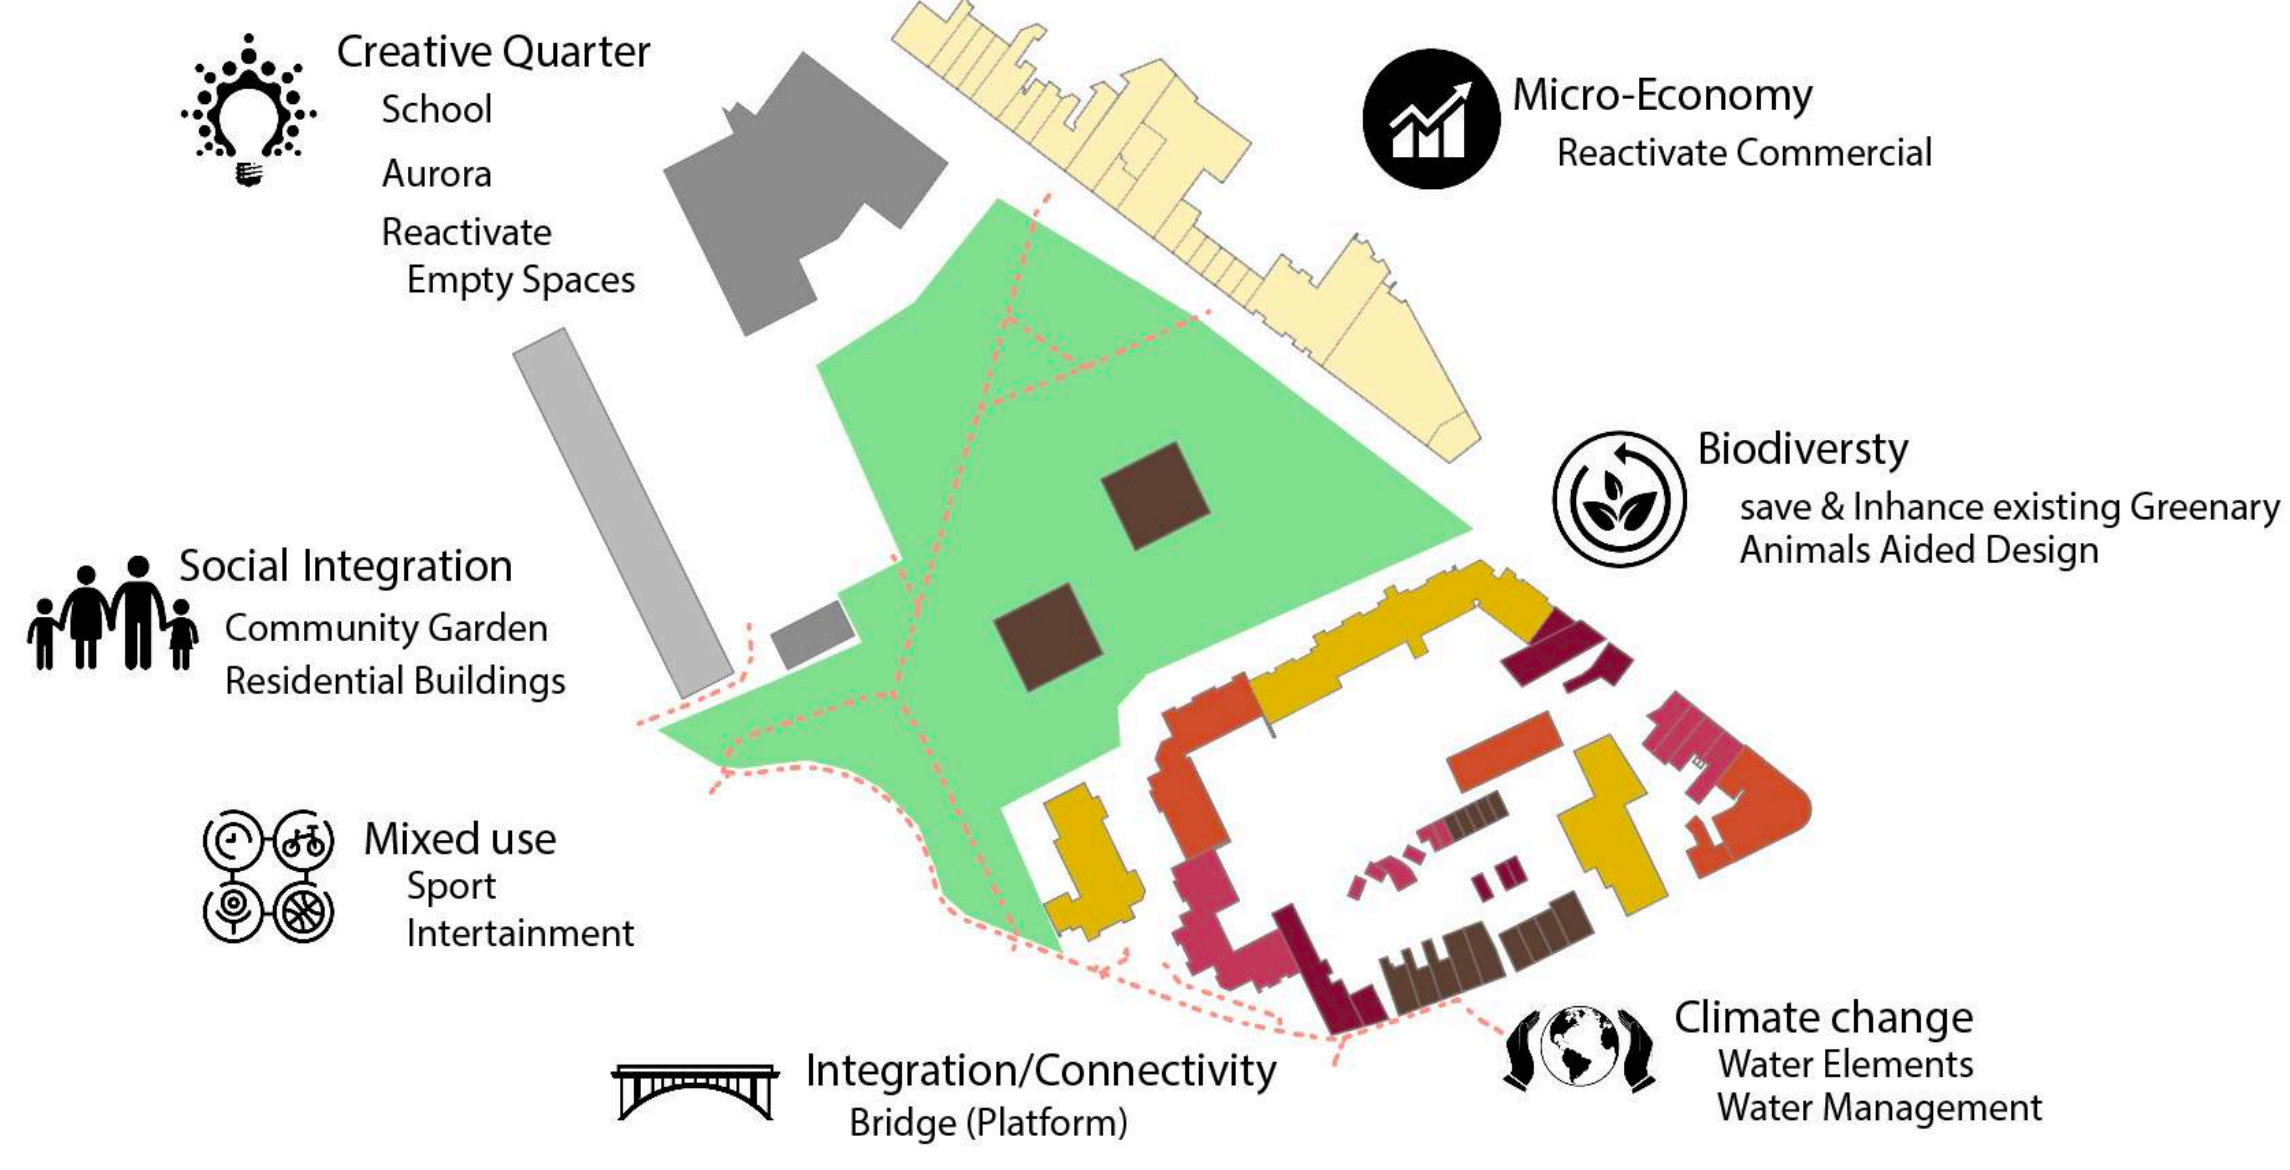 Creative Quarter
School
Aurora
Reactivate
Empty Spaces
Micro-Economy
Reactivate Commercial
Biodiversty
save & Inhance existing Greenary
Animals Aided Design
Social Integration
Community Garden
Residential Buildings
Mixed use
Sport
Intertainment
Integration/Connectivity
Bridge (Platform)
Climate change
Water Elements
Water Management